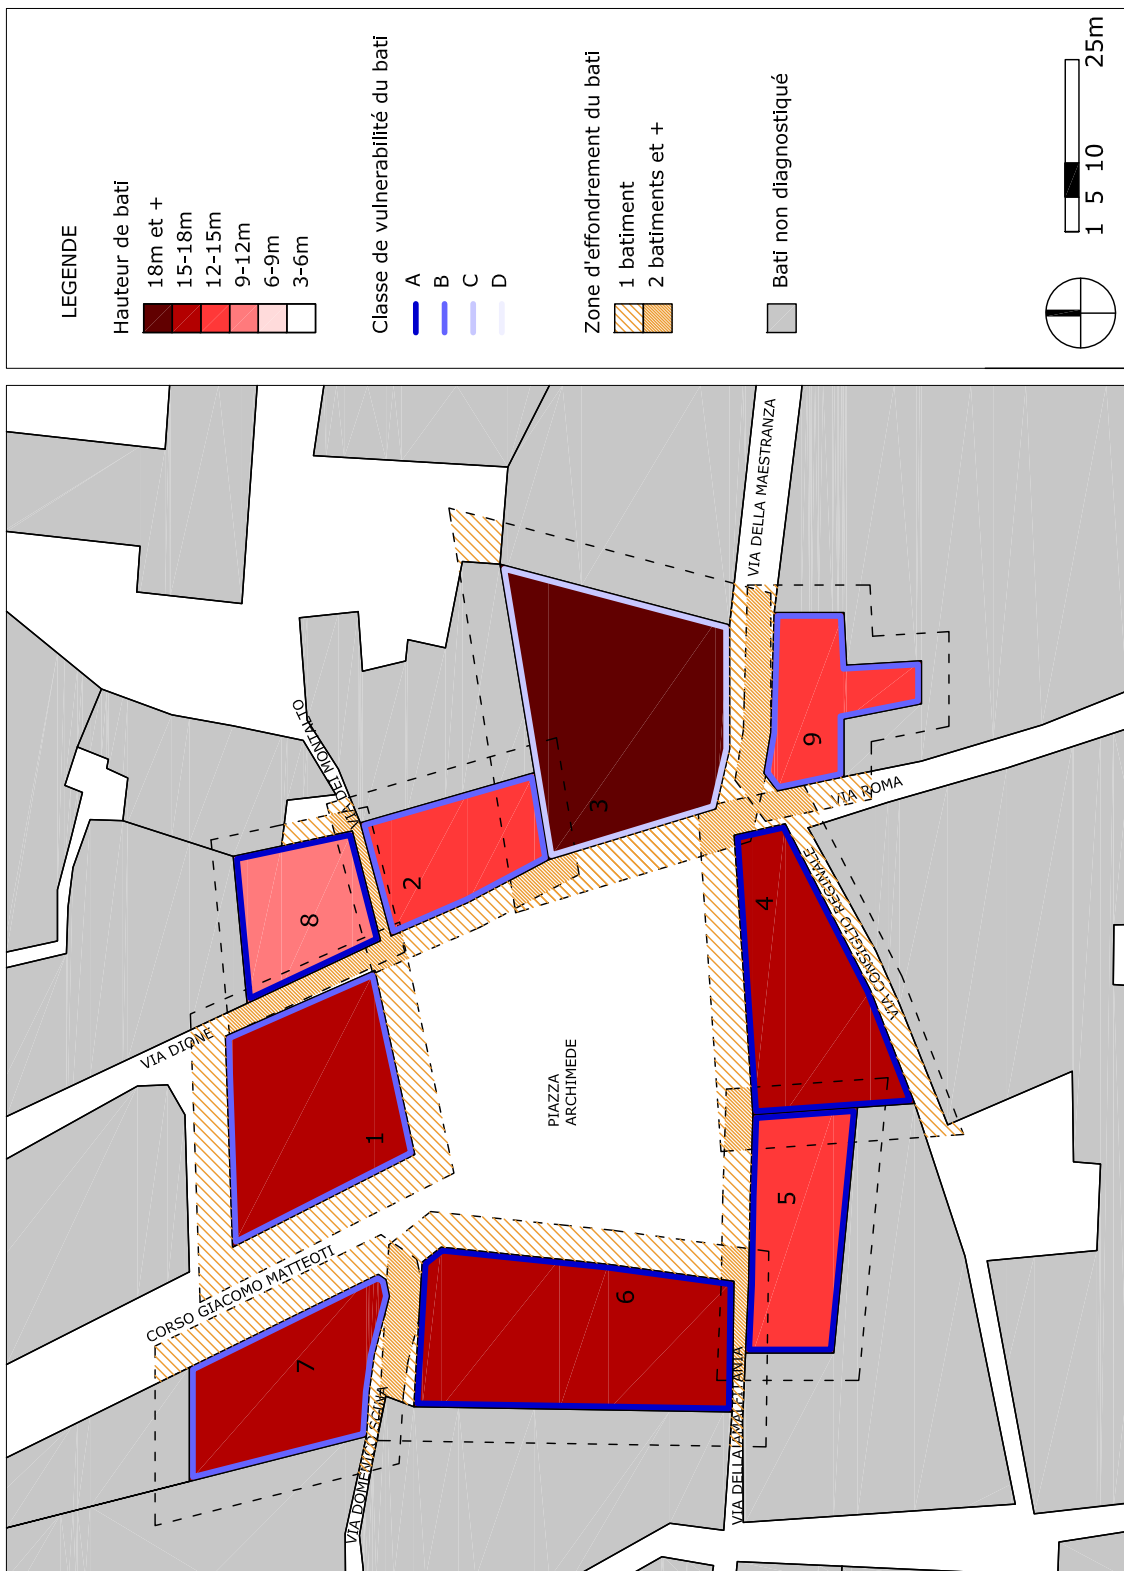 LEGENDE
Hauteur de bati
18m et +
15-18m
12-15m
9-12m
6-9m
3-6m
Classe de vulnerabilité du bati
A
B
C
D
Zone d'effondrement du bati
1 batiment
2 batiments et +
Bati non diagnostiqué
1 5 10 25m
VIA DIONE
VIA DEI MONTALTO
CORSO GIACOMO MATTEOTI
PIAZZA
ARCHIMEDE
VIA DELLA MAESTRANZA
VIA ROMA
VIA CONSIGLIO REGINALE
VIA DOMENICO SCINA
VIA DELLA AMALFITANIA
1
2
3
4
5
6
7
8
9